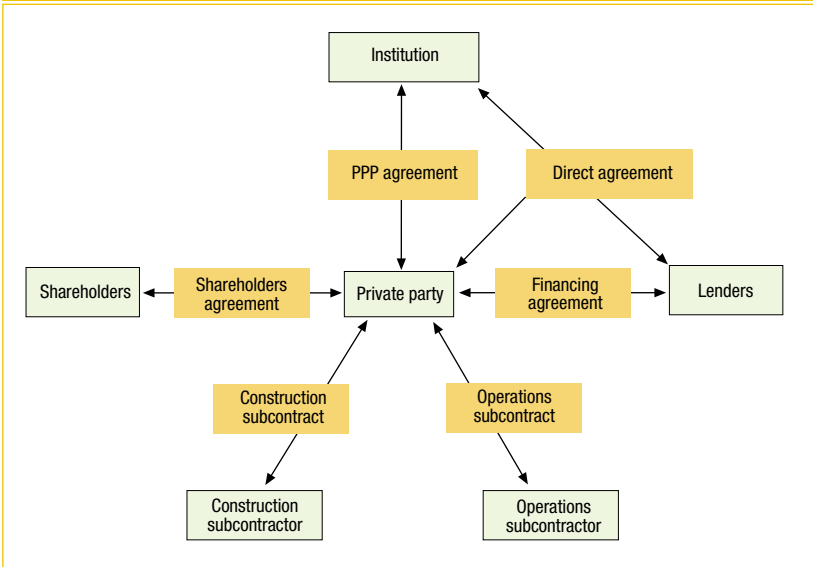 Institution
PPP agreement
Direct agreement
Shareholders
Shareholders
agreement
Private party
Financing
agreement
Lenders
Construction
subcontract
Operations
subcontract
Construction
subcontractor
Operations
subcontractor